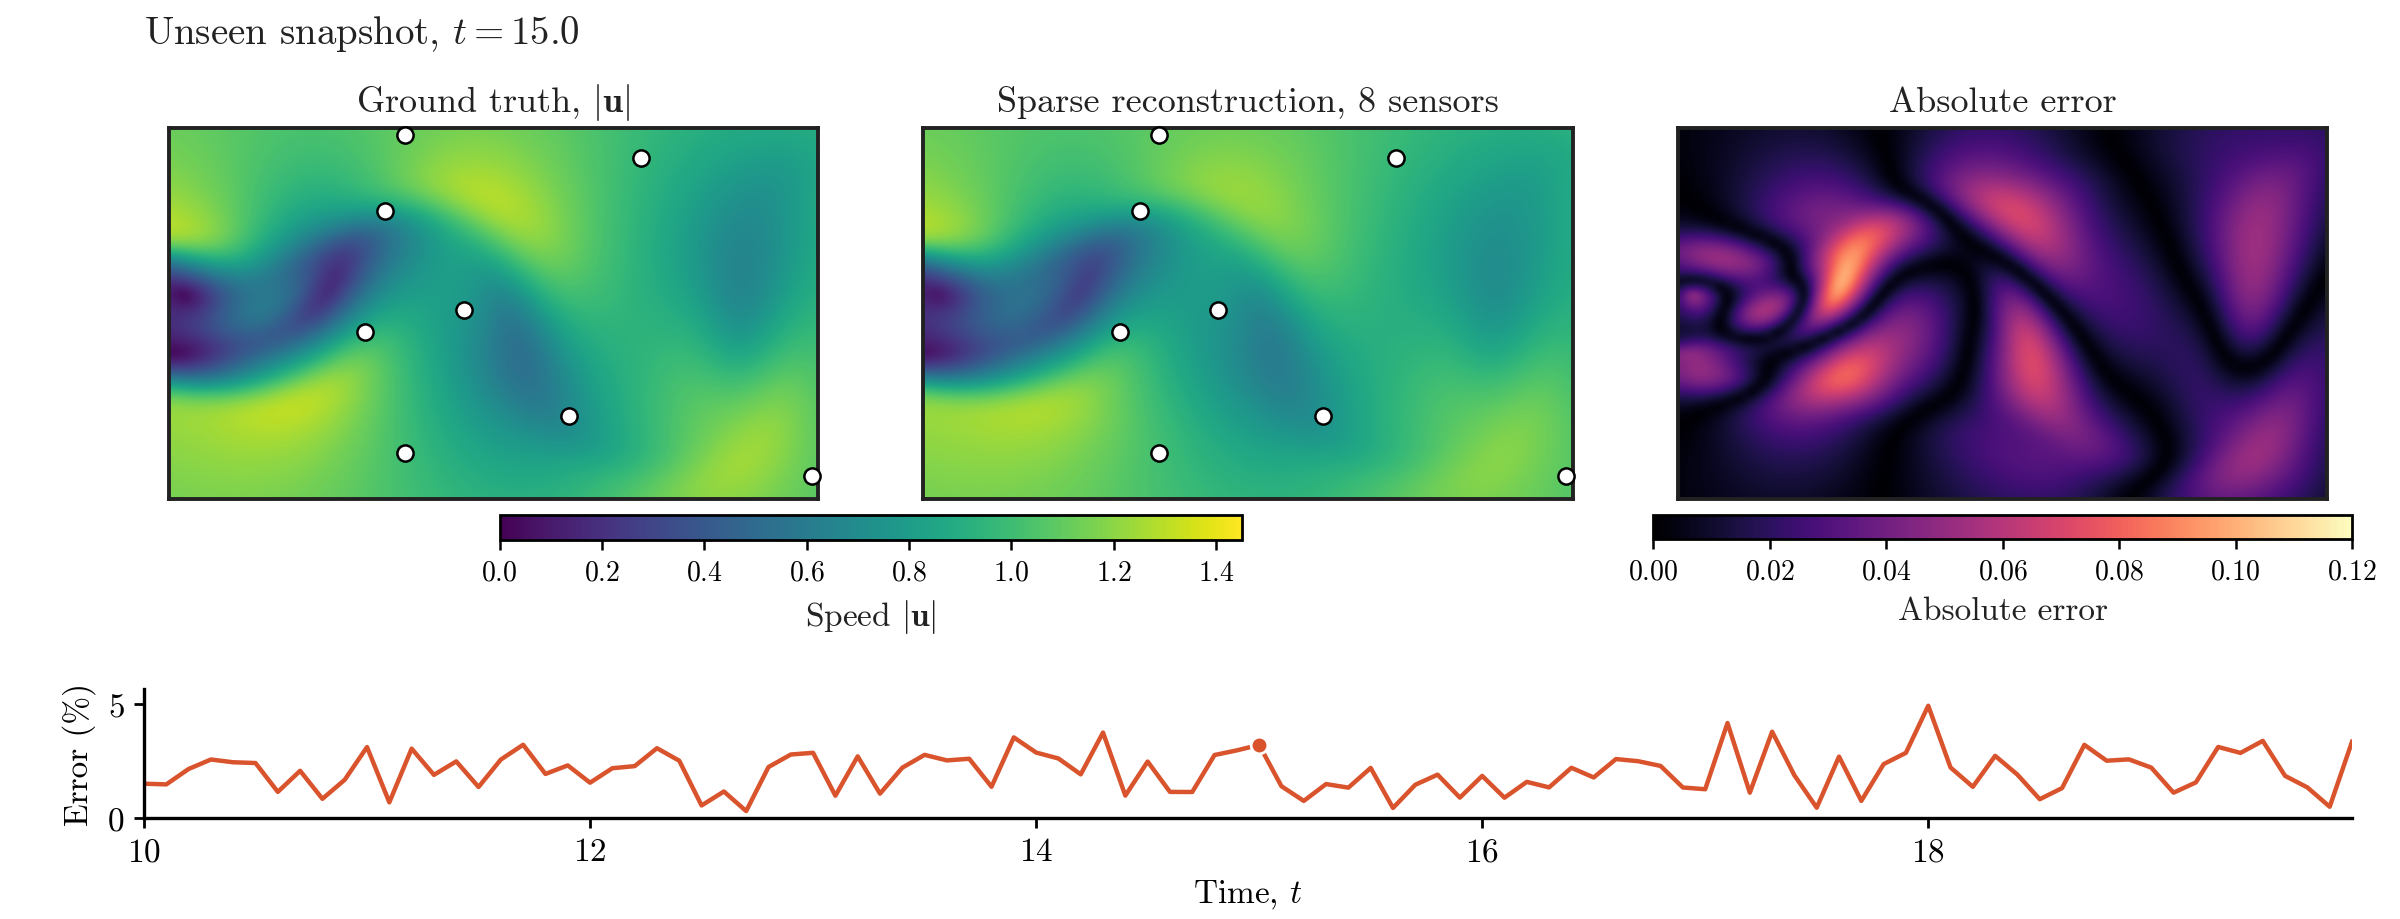 Unseen snapshot, t = 15.0
Ground truth, |u|
Sparse reconstruction, 8 sensors
Absolute error
0.0 0.2 0.4 0.6 0.8 1.0 1.2 1.4
Speed |u|
0.00 0.02 0.04 0.06 0.08 0.10 0.12
Absolute error
Error (%)
5
0
10 12 14 16 18
Time, t